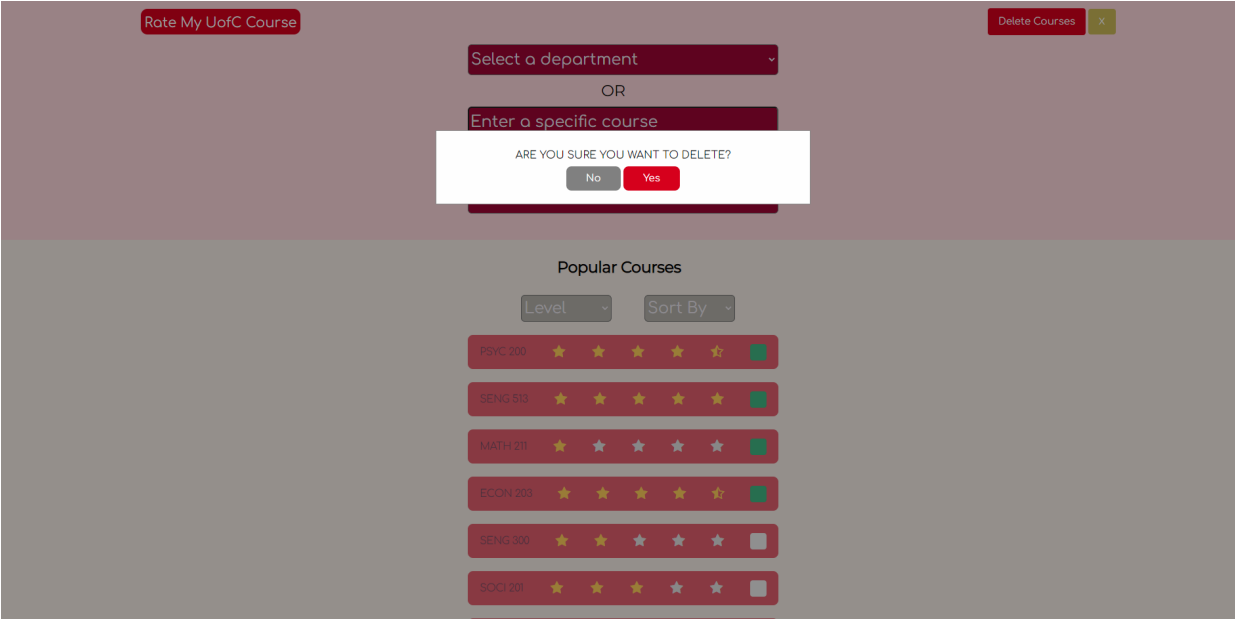 Rate My UofC Course
Delete Courses X
Select a department
OR
Enter a specific course
ARE YOU SURE YOU WANT TO DELETE?
No Yes
Popular Courses
Level Sort By
PSYC 200
SENG 513
MATH 211
ECON 203
SENG 300
SOCI 201